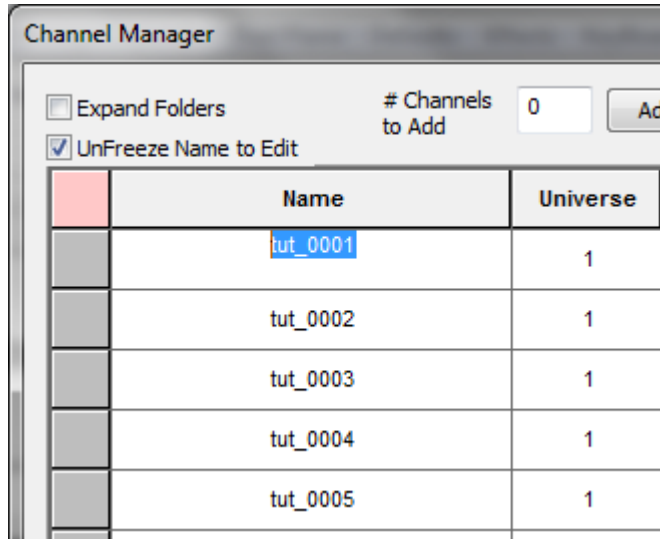 Channel Manager
Expand Folders
# Channels
to Add
0
Ad
UnFreeze Name to Edit
Name Universe
tut_0001 1
tut_0002 1
tut_0003 1
tut_0004 1
tut_0005 1